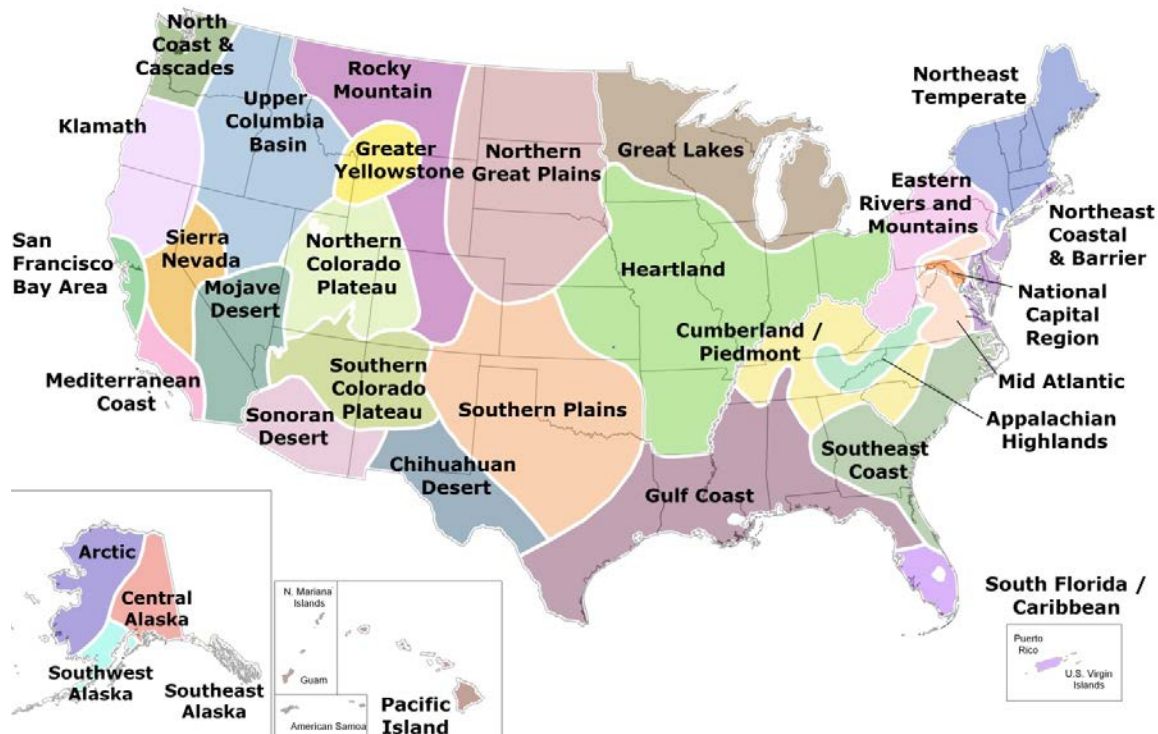 North
Coast &
Cascades
Rocky
Mountain
Northeast
Temperate
Upper
Columbia
Basin
Klamath
Greater
Yellowstone
Northern
Great Plains
Great Lakes
Eastern
Rivers and
Mountains
Northeast
Coastal
& Barrier
San
Francisco
Bay Area
Sierra
Nevada
Northern
Colorado
Plateau
Heartland
Mojave
Desert
National
Capital
Region
Cumberland /
Piedmont
Mediterranean
Coast
Southern
Colorado
Plateau
Mid Atlantic
Sonoran
Desert
Southern Plains
Appalachian
Highlands
Southeast
Coast
Chihuahuan
Desert
Gulf Coast
Arctic
Central
Alaska
Southwest
Alaska
Southeast
Alaska
N. Mariana
Islands
Guam
American Samoa
Pacific
Island
South Florida /
Caribbean
Puerto
Rico
U.S. Virgin
Islands